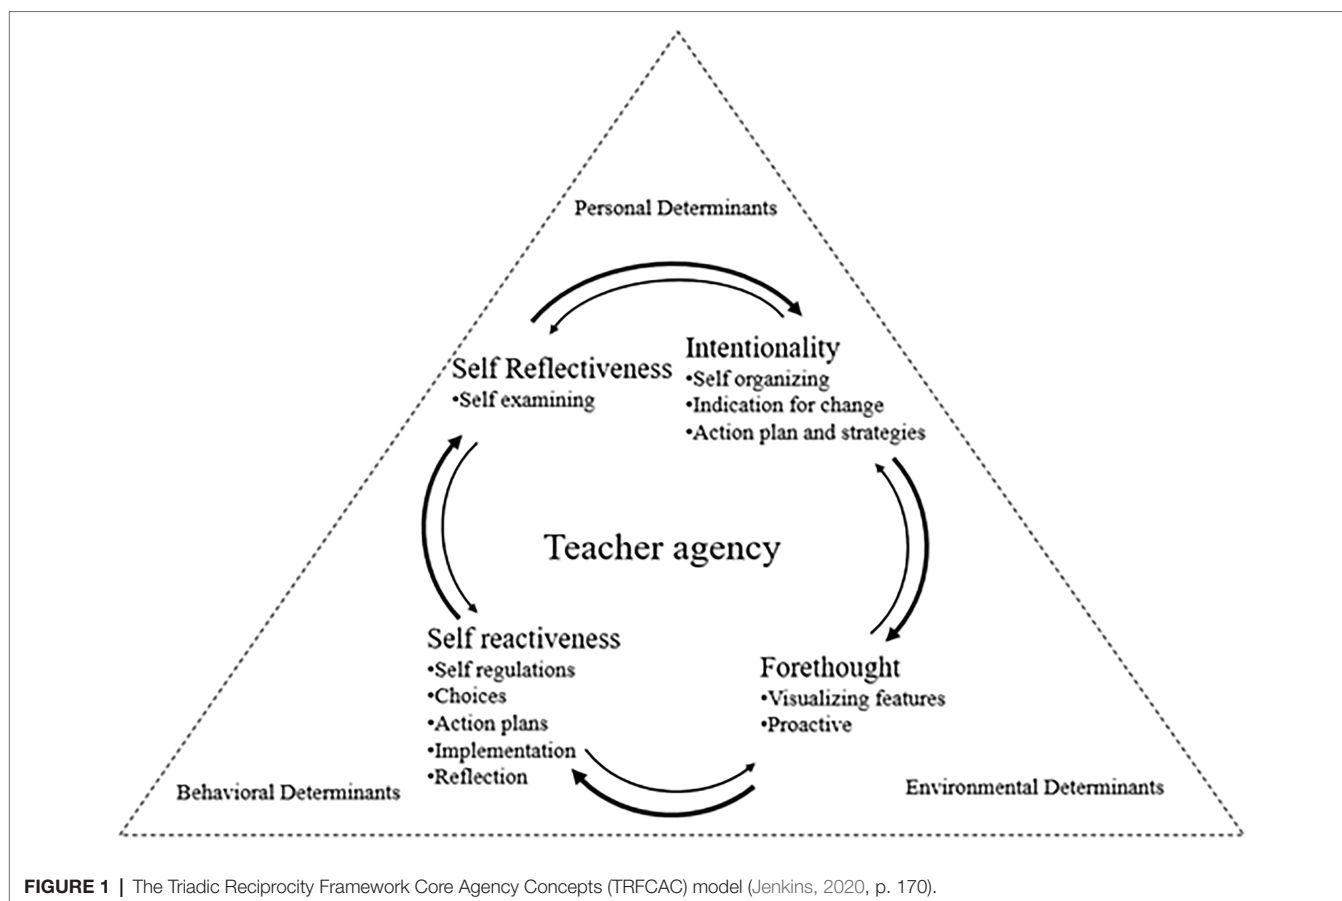 Personal Determinants
Self Reflectiveness
•Self examining
Intentionality
•Self organizing
•Indication for change
•Action plan and strategies
Teacher agency
Self reactiveness
•Self regulations
•Choices
•Action plans
•Implementation
•Reflection
Forethought
•Visualizing features
•Proactive
Behavioral Determinants
Environmental Determinants
FIGURE 1 | The Triadic Reciprocity Framework Core Agency Concepts (TRFCAC) model (Jenkins, 2020, p. 170).